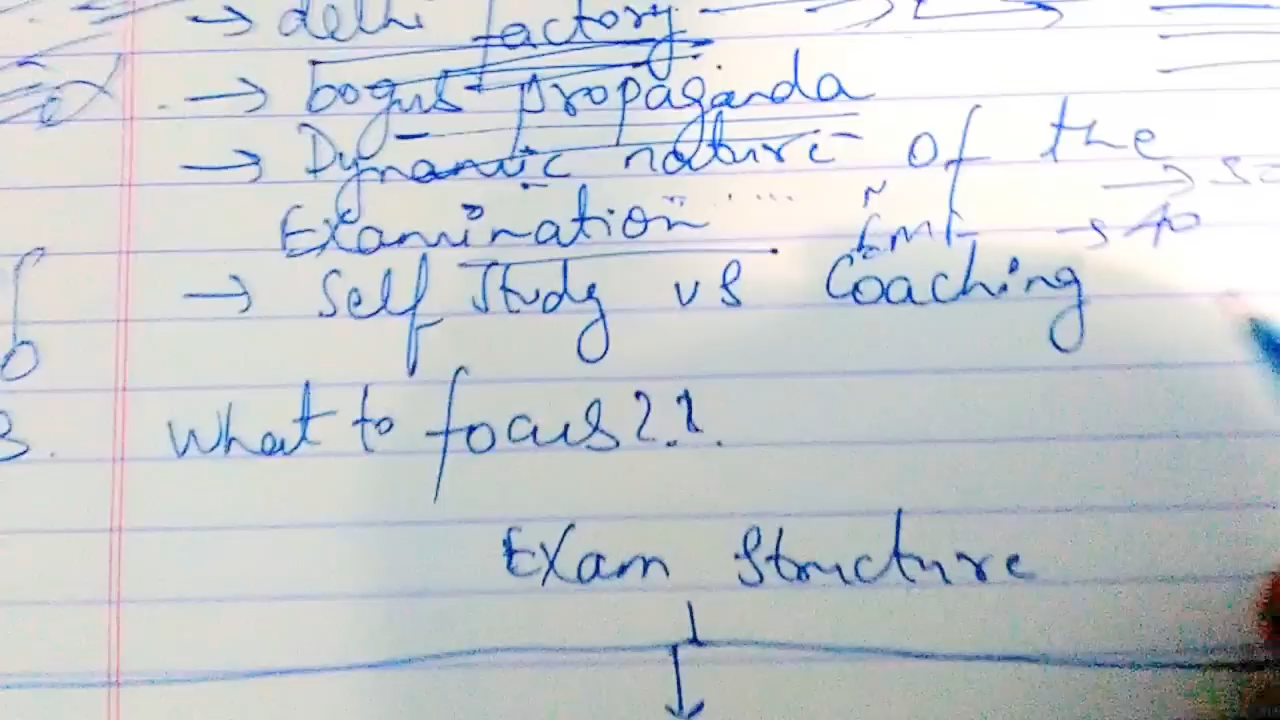 → delhi factory
→ bogus propaganda
→ Dynamic nature of the
Examination
→ Self Study vs Coaching
3. What to focus??.
Exam Structure